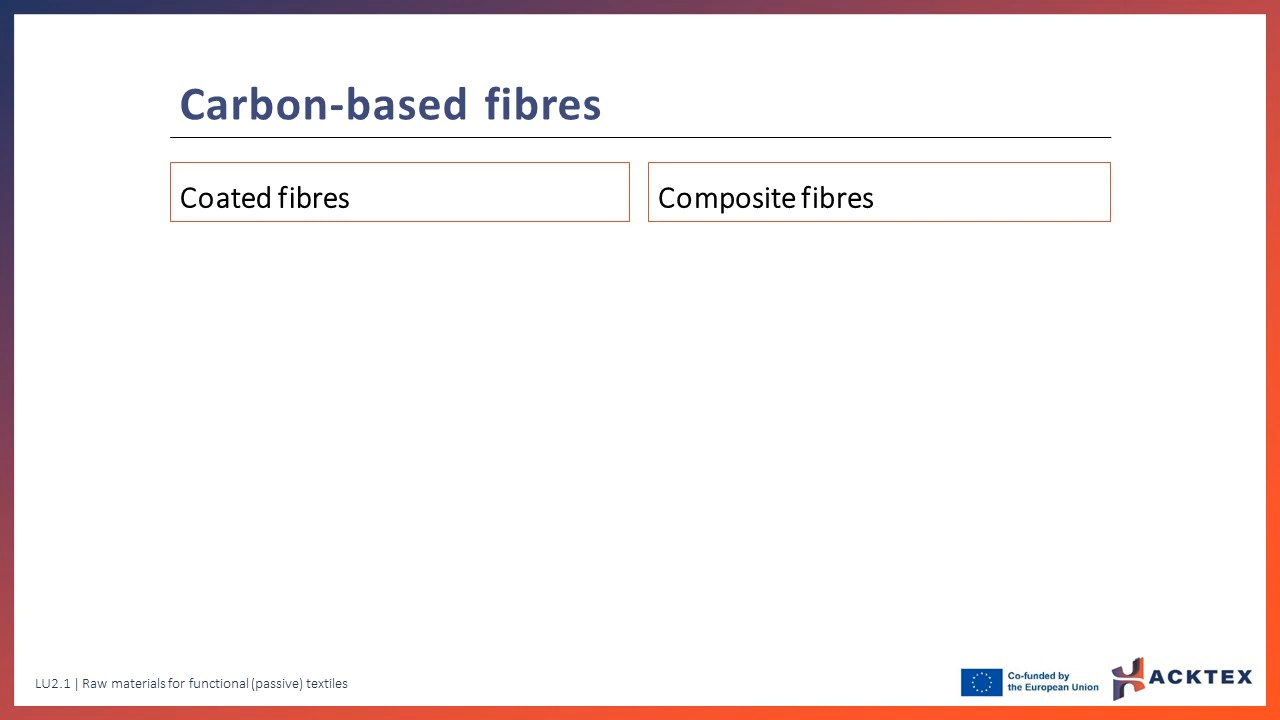 Carbon-based fibres
Coated fibres
Composite fibres
LU2.1 | Raw materials for functional (passive) textiles
Co-funded by
the European Union
HACKTEX